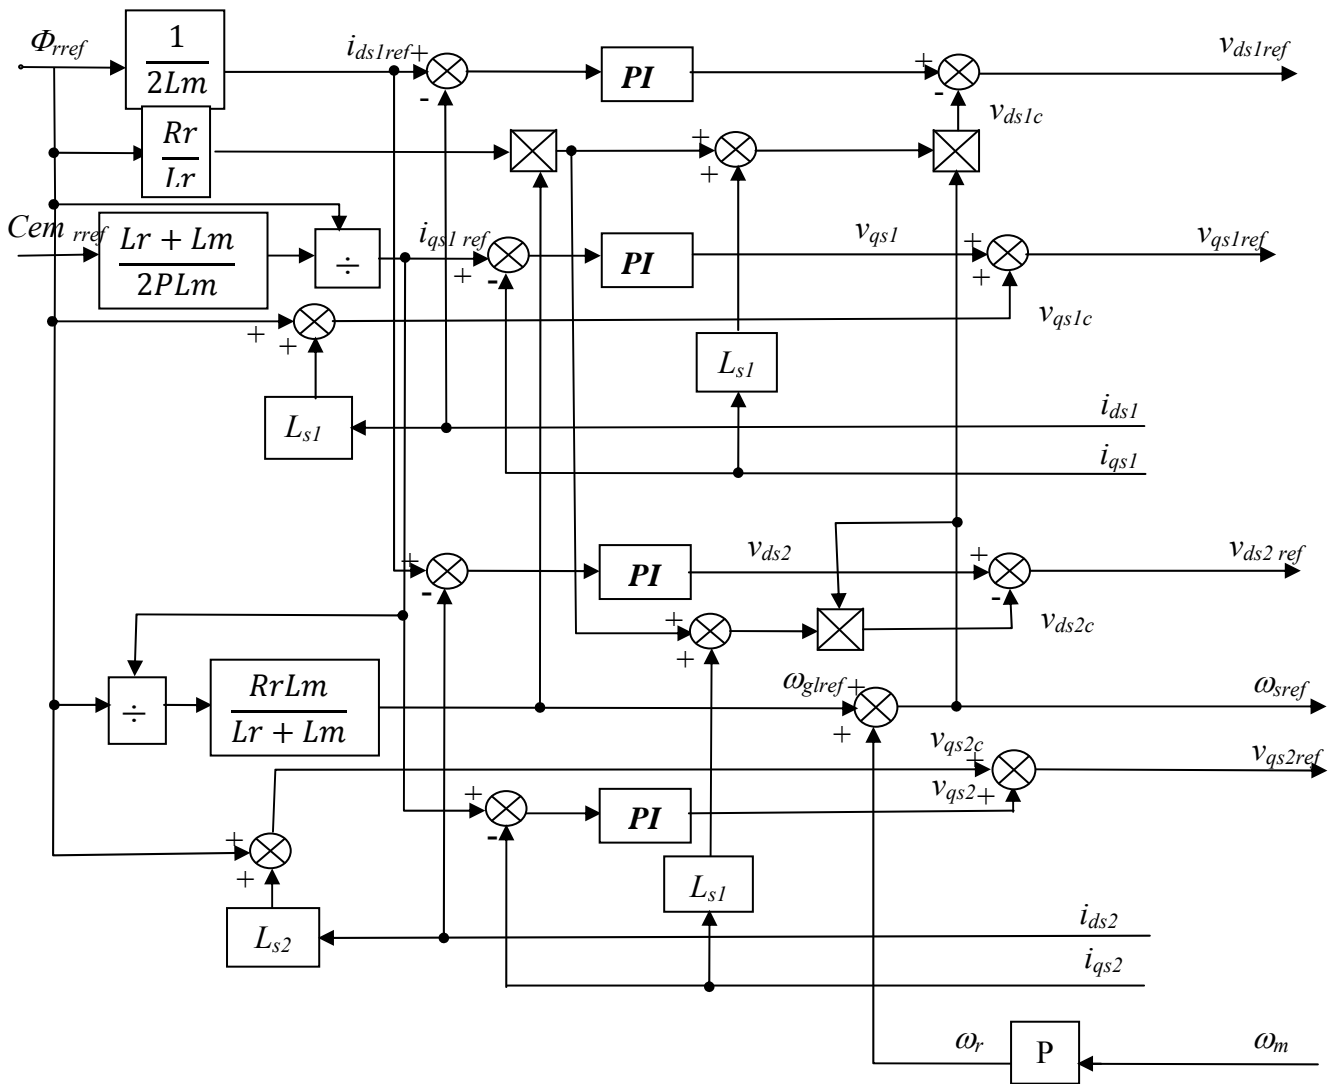 Φrref
1
2Lm
ids1ref
+
-
PI
+
-
vds1ref
vds1c
Rr
Lr
+
+
Cem rref
Lr + Lm
2PLm
÷
iqs1 ref
+
-
PI
vqs1
+
+
vqs1ref
vqs1c
+
+
Ls1
Ls1
ids1
iqs1
+
-
PI
vds2
+
-
vds2 ref
vds2c
+
+
÷
RrLm
Lr + Lm
ωglref
+
+
ωsref
vqs2c
+
vqs2ref
vqs2
+
+
-
PI
+
+
Ls1
Ls2
ids2
iqs2
ωr
P
ωm